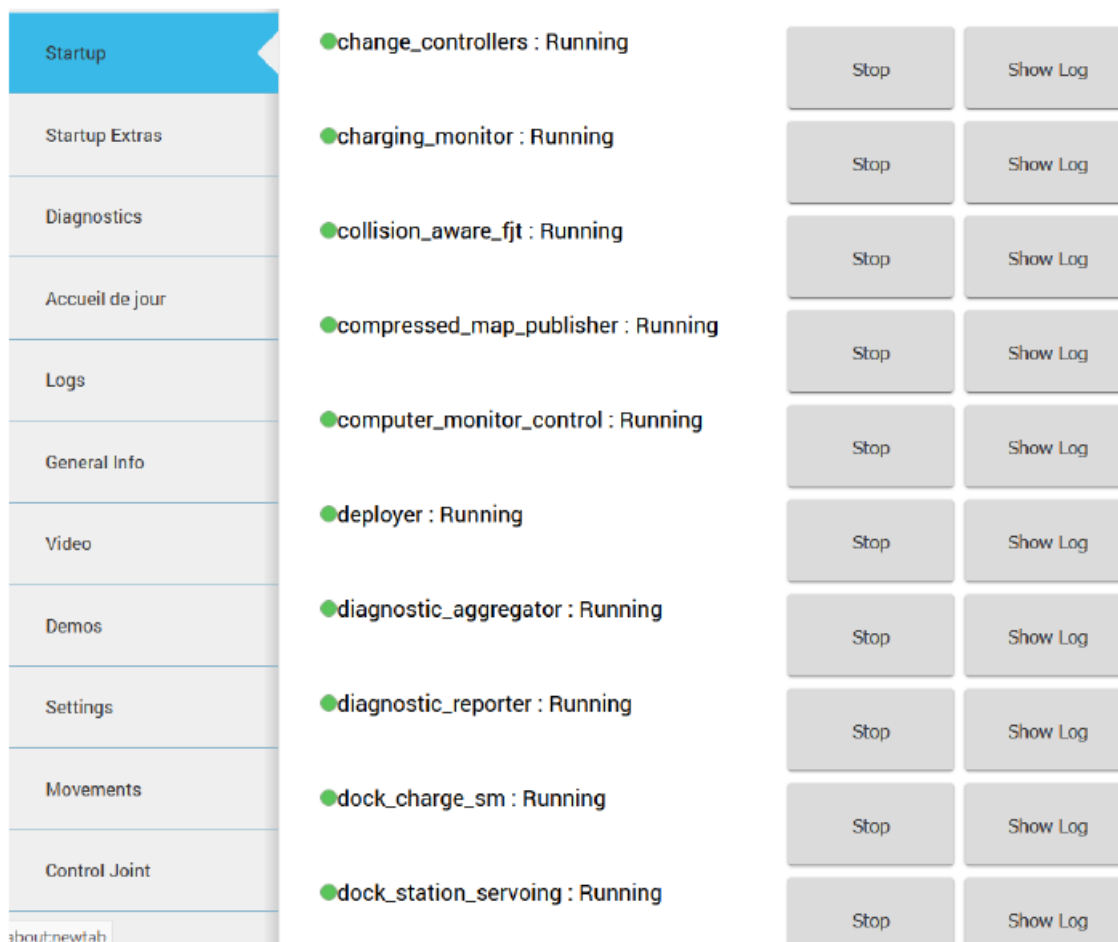 Startup
Startup Extras
Diagnostics
Accueil de jour
Logs
General Info
Video
Demos
Settings
Movements
Control Joint
about:newtab
change_controllers : Running Stop Show Log
charging_monitor : Running Stop Show Log
collision_aware_fjt : Running Stop Show Log
compressed_map_publisher : Running Stop Show Log
computer_monitor_control : Running Stop Show Log
deployer : Running Stop Show Log
diagnostic_aggregator : Running Stop Show Log
diagnostic_reporter : Running Stop Show Log
dock_charge_sm : Running Stop Show Log
dock_station_servoing : Running Stop Show Log